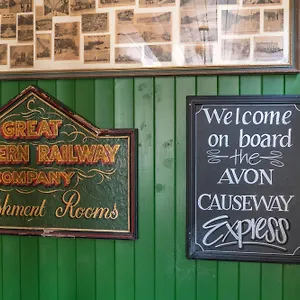 GREAT
ERN RAILWAY
COMPANY
shment Rooms
Welcome
on board
the
AVON
CAUSEWAY
Express